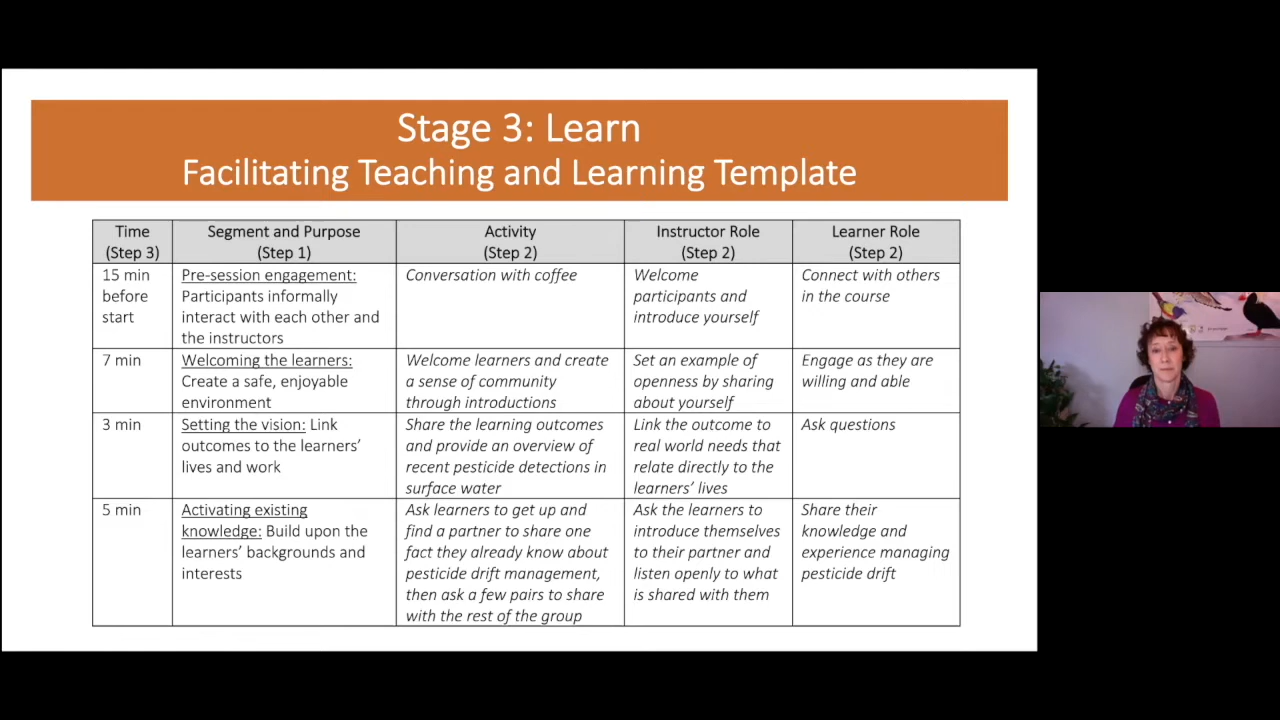 Stage 3: Learn
Facilitating Teaching and Learning Template
Time
(Step 3)
Segment and Purpose
(Step 1)
Activity
(Step 2)
Instructor Role
(Step 2)
Learner Role
(Step 2)
15 min
before
start
Pre-session engagement:
Participants informally
interact with each other and
the instructors
Conversation with coffee
Welcome
participants and
introduce yourself
Connect with others
in the course
7 min
Welcoming the learners:
Create a safe, enjoyable
environment
Welcome learners and create
a sense of community
through introductions
Set an example of
openness by sharing
about yourself
Engage as they are
willing and able
3 min
Setting the vision: Link
outcomes to the learners’
lives and work
Share the learning outcomes
and provide an overview of
recent pesticide detections in
surface water
Link the outcome to
real world needs that
relate directly to the
learners’ lives
Ask questions
5 min
Activating existing
knowledge: Build upon the
learners’ backgrounds and
interests
Ask learners to get up and
find a partner to share one
fact they already know about
pesticide drift management,
then ask a few pairs to share
with the rest of the group
Ask the learners to
introduce themselves
to their partner and
listen openly to what
is shared with them
Share their
knowledge and
experience managing
pesticide drift